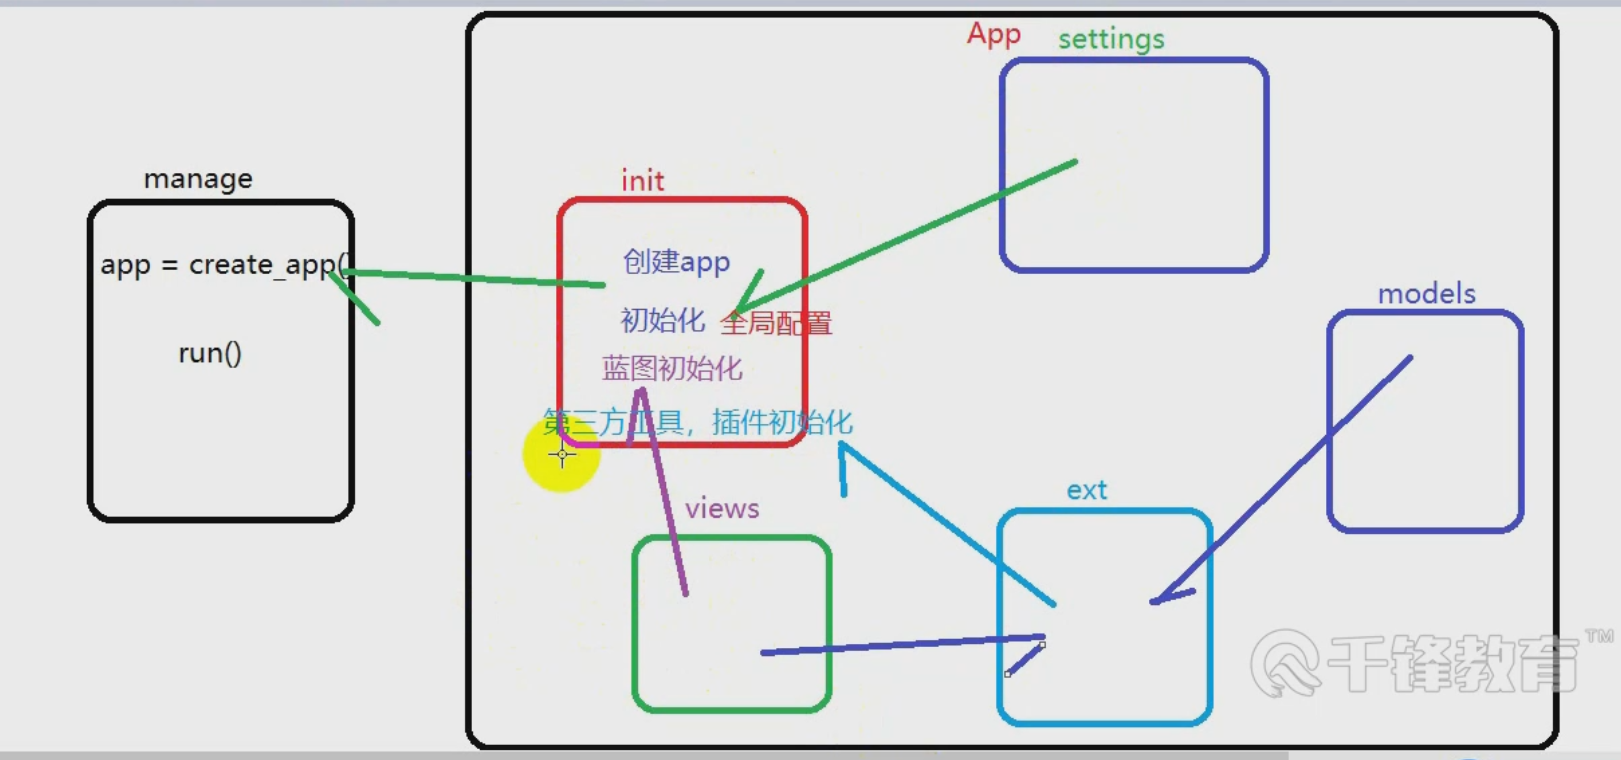 App
settings
manage
init
app = create_app()
创建app
models
初始化 全局配置
run()
蓝图初始化
第三方工具，插件初始化
ext
views
千锋教育™